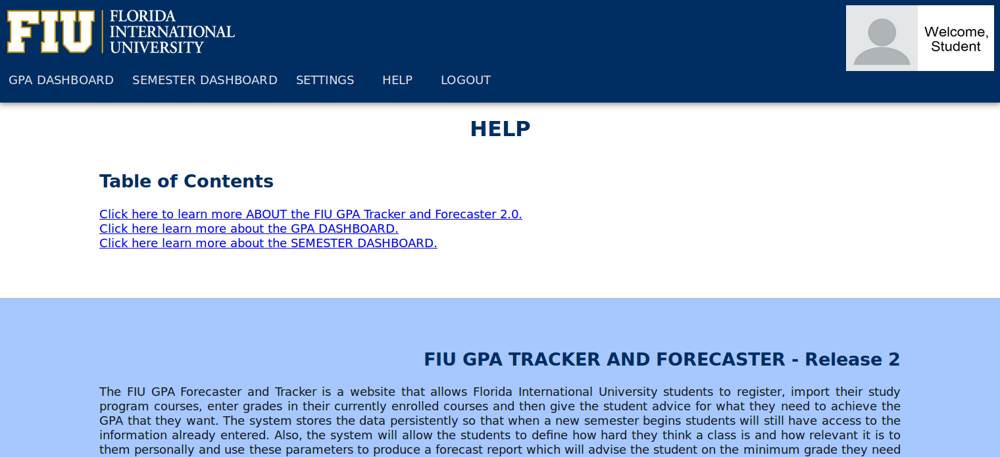 FIU
FLORIDA
INTERNATIONAL
UNIVERSITY
Welcome,
Student
GPA DASHBOARD SEMESTER DASHBOARD SETTINGS HELP LOGOUT
HELP
Table of Contents
Click here to learn more ABOUT the FIU GPA Tracker and Forecaster 2.0.
Click here learn more about the GPA DASHBOARD.
Click here learn more about the SEMESTER DASHBOARD.
FIU GPA TRACKER AND FORECASTER - Release 2
The FIU GPA Forecaster and Tracker is a website that allows Florida International University students to register, import their study
program courses, enter grades in their currently enrolled courses and then give the student advice for what they need to achieve the
GPA that they want. The system stores the data persistently so that when a new semester begins students will still have access to the
information already entered. Also, the system will allow the students to define how hard they think a class is and how relevant it is to
them personally and use these parameters to produce a forecast report which will advise the student on the minimum grade they need